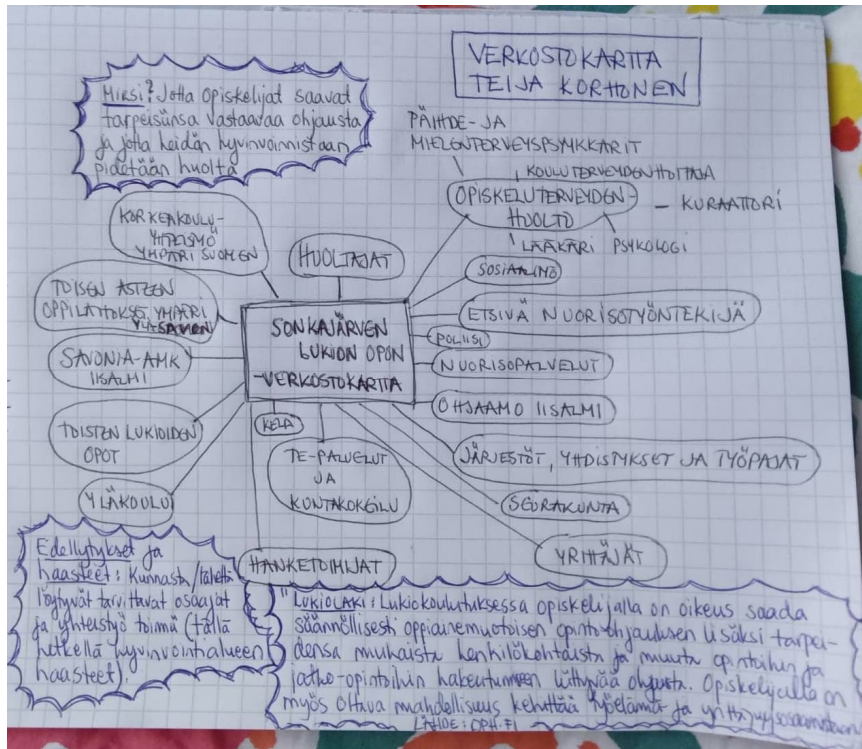 VERKOSTOKARTTA
TEIJA KORHONEN
MIKSI? Jotta opiskelijat saavat
tarpeisiinsa vastaavaa ohjausta
ja jotta heidän hyvinvoinnistaan
pidetään huolta
PÄIHDE- JA
MIELENTERVEYSPSYKKARIT
KOULUTERVEYDENHOITAJA
OPISKELUTERVEYDEN-
HUOLTO
KURAATTORI
LÄÄKÄRI PSYKOLOGI
KORKEAKOULU-
YHTEISMÖ
YMPÄRI SUOMEN
HUOLTAJAT
SOSIAALITMÖ
TOISEN ASTEEN
OPPILAITOKSET YMPÄRI
YLÄ-SAVON
SONKAJÄRVEN
LUKION OPON
-VERKOSTOKARTTA
ETSIVÄ NUORISOTYÖNTEKIJÄ
POLIISI
SAVONIA-AMK
IISALMI
NUORISOPALVELUT
OHJAAMO IISALMI
TOISTEN LUKIOIDEN
OPOT
KELA
TE-PALVELUT
JA
KUNTAKOKEILU
JÄRJESTÖT, YHDISTYKSET JA TYÖPAJAT
YLÄKOULU
SEURAKUNTA
YRITTÄJÄT
HANKETOIMIJAT
Edellytykset ja
haasteet: Kunnasta/läheltä
löytyvät tarvittavat osaajat
ja yhteistyö toimii (tällä
hetkellä hyvinvointialueen
haasteet).
"LUKIOLAKI: Lukiokoulutuksessa opiskelijalla on oikeus saada
säännöllisesti oppiainemuotoisen opinto-ohjauksen lisäksi tarpei-
densa mukaista henkilökohtaista ja muuta opintoihin ja
jatko-opintoihin hakeutumiseen liittyvää ohjausta. Opiskelijalla on
myös oltava mahdollisuus kehittää työelämä- ja yrittäjyysosaamistaan
LÄHDE: OPH.FI